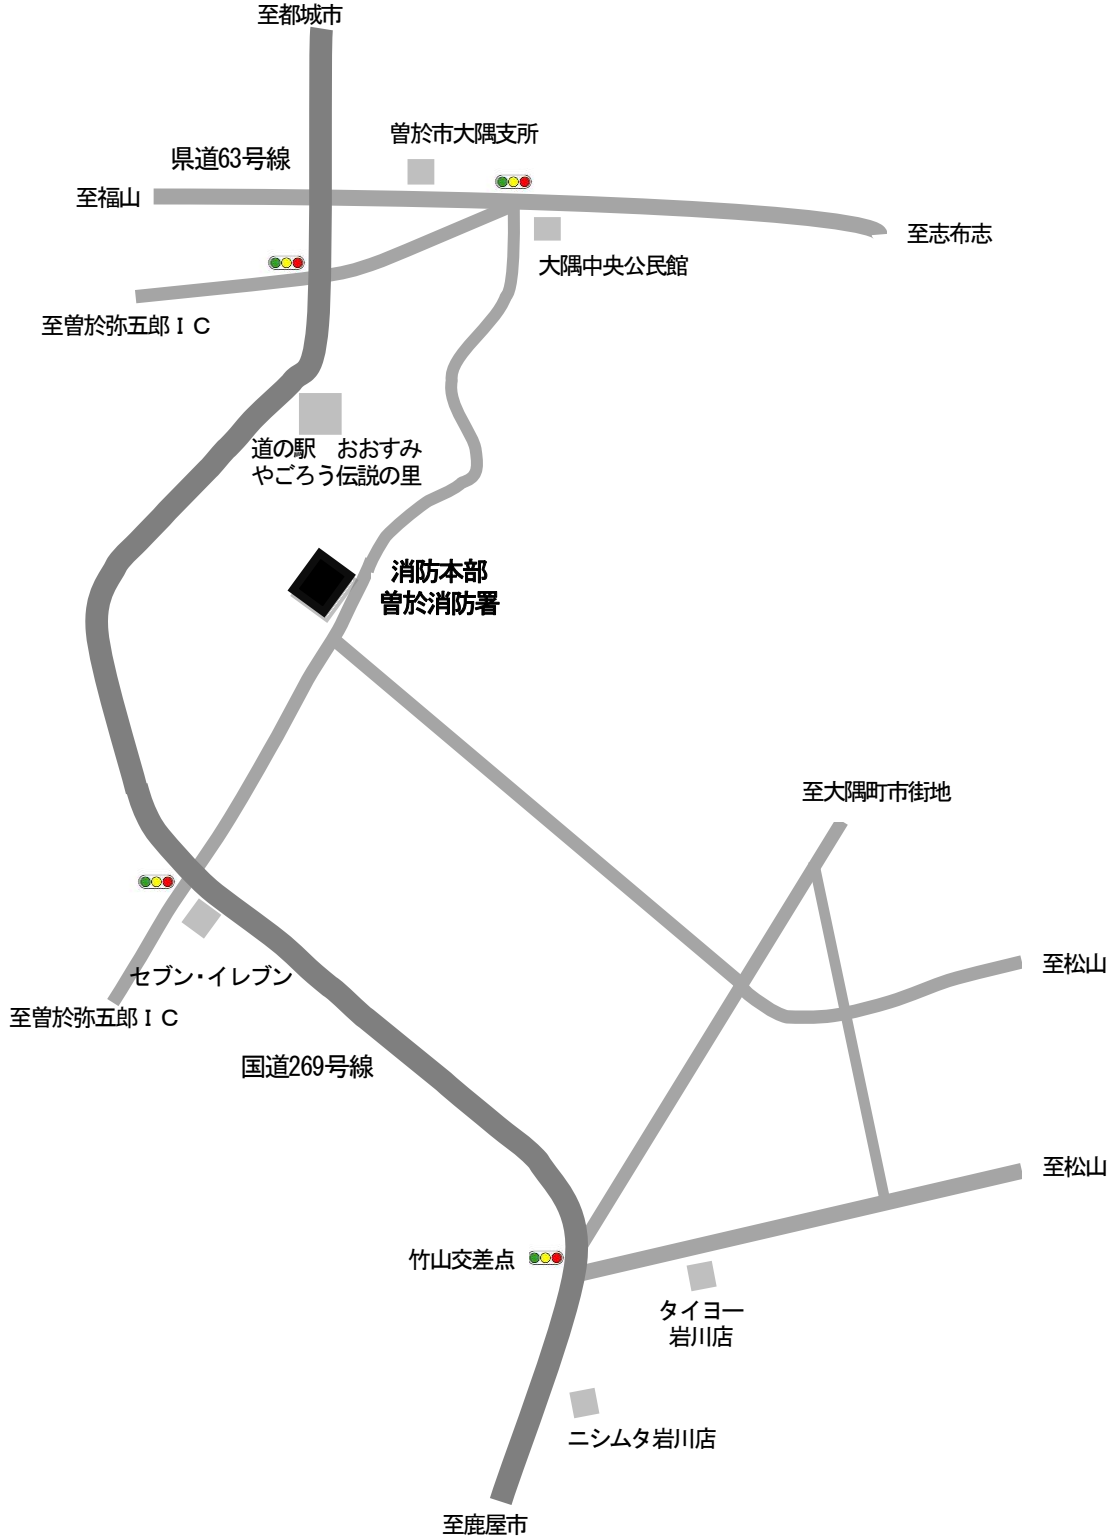 至都城市
曽於市大隅支所
県道63号線
至福山
至志布志
大隅中央公民館
至曽於弥五郎ＩＣ
道の駅　おおすみ
やごろう伝説の里
消防本部
曽於消防署
至大隅町市街地
至松山
セブン・イレブン
至曽於弥五郎ＩＣ
国道269号線
至松山
竹山交差点
タイヨー
岩川店
ニシムタ岩川店
至鹿屋市